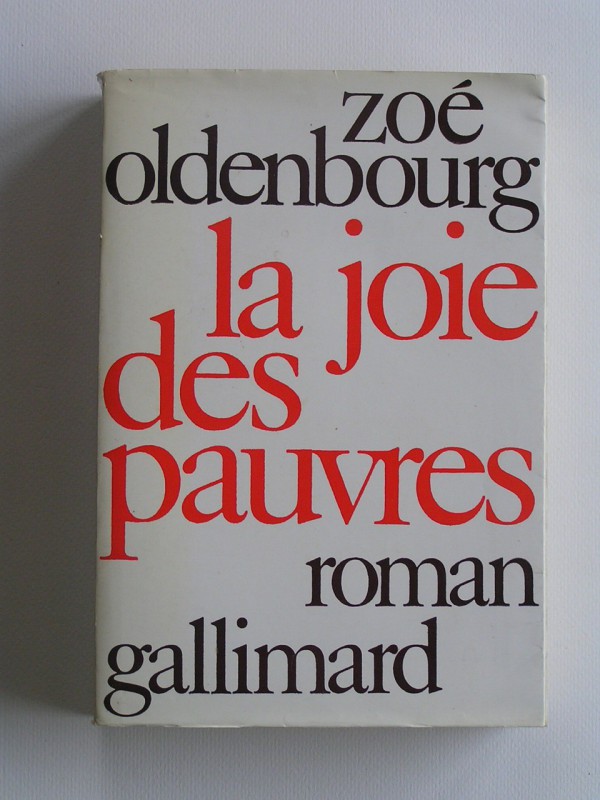 zoé
oldenbourg
la joie
des
pauvres
roman
gallimard